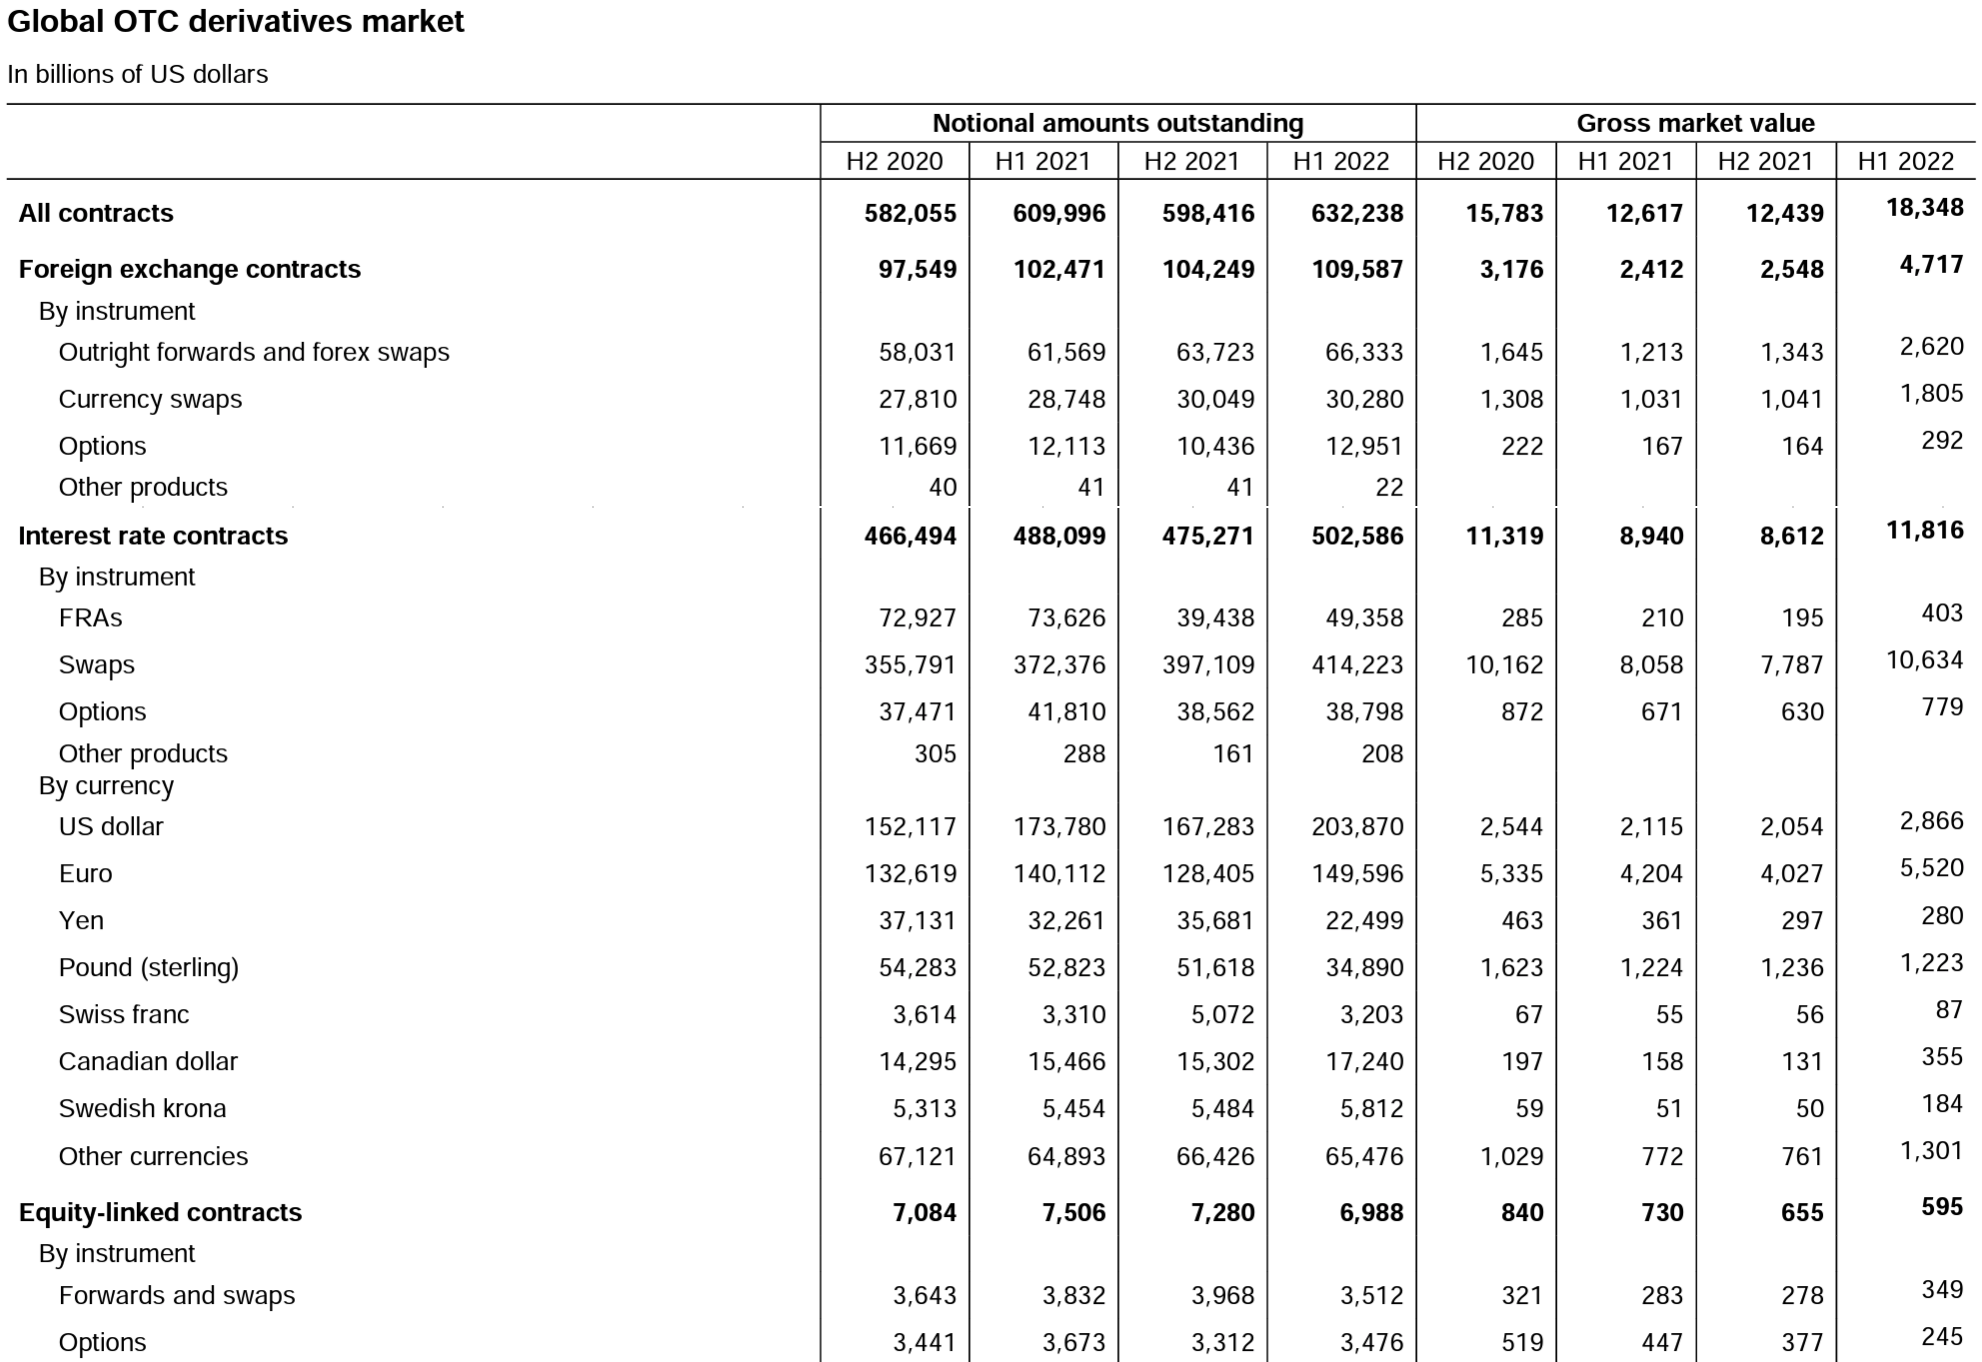 Global OTC derivatives market
In billions of US dollars
Notional amounts outstanding Gross market value
H2 2020 H1 2021 H2 2021 H1 2022 H2 2020 H1 2021 H2 2021 H1 2022
All contracts 582,055 609,996 598,416 632,238 15,783 12,617 12,439 18,348
Foreign exchange contracts 97,549 102,471 104,249 109,587 3,176 2,412 2,548 4,717
By instrument
Outright forwards and forex swaps 58,031 61,569 63,723 66,333 1,645 1,213 1,343 2,620
Currency swaps 27,810 28,748 30,049 30,280 1,308 1,031 1,041 1,805
Options 11,669 12,113 10,436 12,951 222 167 164 292
Other products 40 41 41 22
Interest rate contracts 466,494 488,099 475,271 502,586 11,319 8,940 8,612 11,816
By instrument
FRAs 72,927 73,626 39,438 49,358 285 210 195 403
Swaps 355,791 372,376 397,109 414,223 10,162 8,058 7,787 10,634
Options 37,471 41,810 38,562 38,798 872 671 630 779
Other products 305 288 161 208
By currency
US dollar 152,117 173,780 167,283 203,870 2,544 2,115 2,054 2,866
Euro 132,619 140,112 128,405 149,596 5,335 4,204 4,027 5,520
Yen 37,131 32,261 35,681 22,499 463 361 297 280
Pound (sterling) 54,283 52,823 51,618 34,890 1,623 1,224 1,236 1,223
Swiss franc 3,614 3,310 5,072 3,203 67 55 56 87
Canadian dollar 14,295 15,466 15,302 17,240 197 158 131 355
Swedish krona 5,313 5,454 5,484 5,812 59 51 50 184
Other currencies 67,121 64,893 66,426 65,476 1,029 772 761 1,301
Equity-linked contracts 7,084 7,506 7,280 6,988 840 730 655 595
By instrument
Forwards and swaps 3,643 3,832 3,968 3,512 321 283 278 349
Options 3,441 3,673 3,312 3,476 519 447 377 245